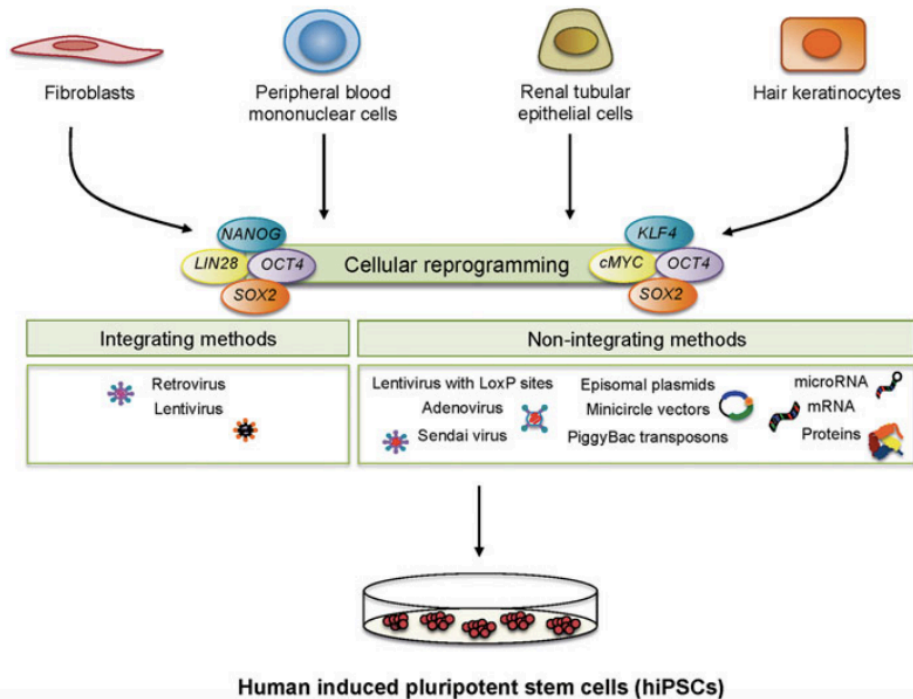 Fibroblasts
Peripheral blood
mononuclear cells
Renal tubular
epithelial cells
Hair keratinocytes
NANOG
LIN28
OCT4
SOX2
Cellular reprogramming
KLF4
cMYC
OCT4
SOX2
Integrating methods
Non-integrating methods
Retrovirus
Lentivirus
Lentivirus with LoxP sites
Adenovirus
Sendai virus
Episomal plasmids
Minicircle vectors
PiggyBac transposons
microRNA
mRNA
Proteins
Human induced pluripotent stem cells (hiPSCs)